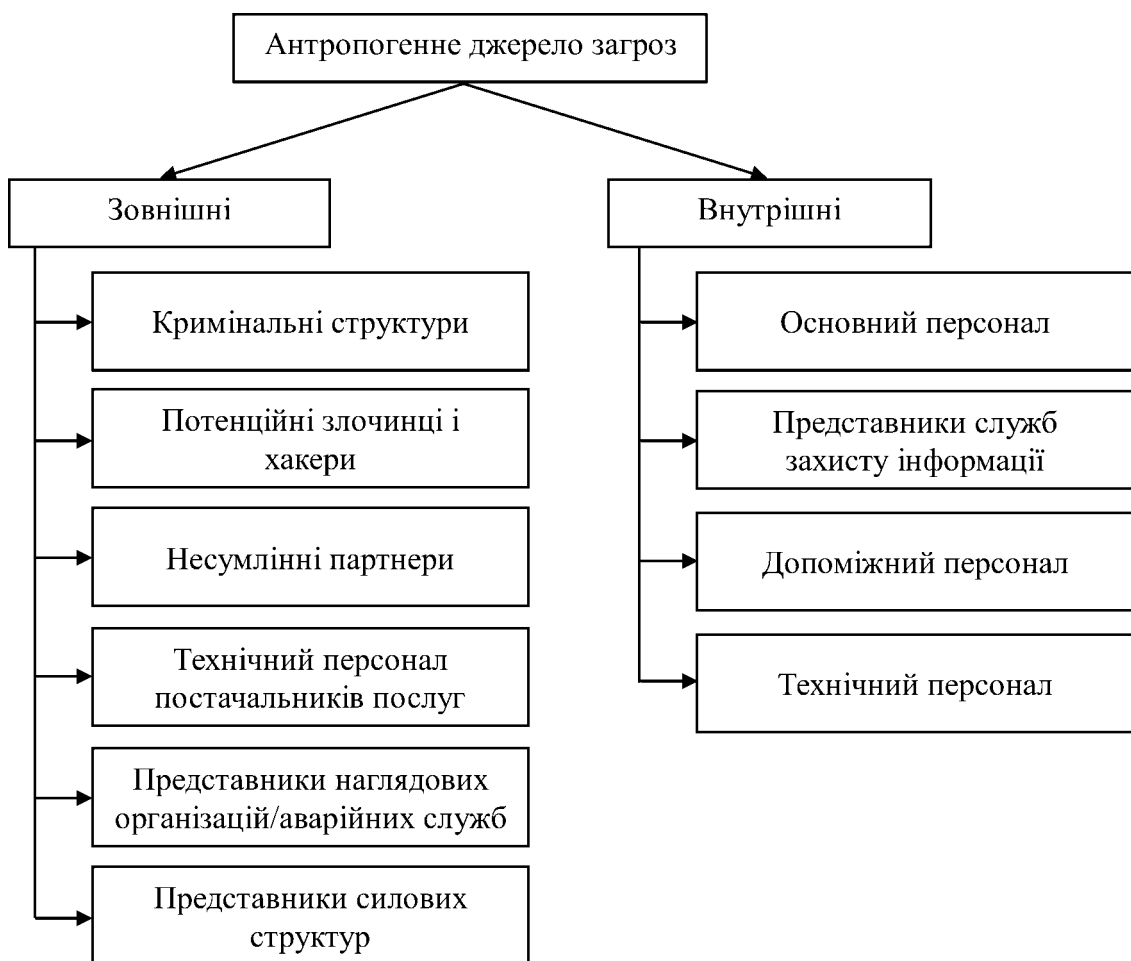 Антропогенне джерело загроз
Зовнішні
Кримінальні структури
Потенційні злочинці і
хакери
Несумлінні партнери
Технічний персонал
постачальників послуг
Представники наглядових
організацій/аварійних служб
Представники силових
структур
Внутрішні
Основний персонал
Представники служб
захисту інформації
Допоміжний персонал
Технічний персонал